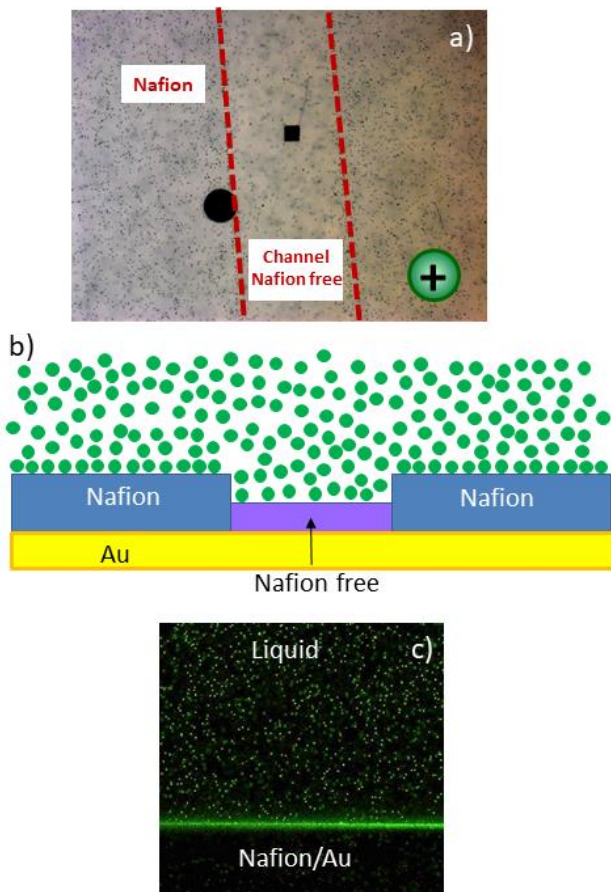 a)
Nafion
Channel
Nafion free
+
b)
Nafion
Nafion
Au
Nafion free
Liquid
c)
Nafion/Au